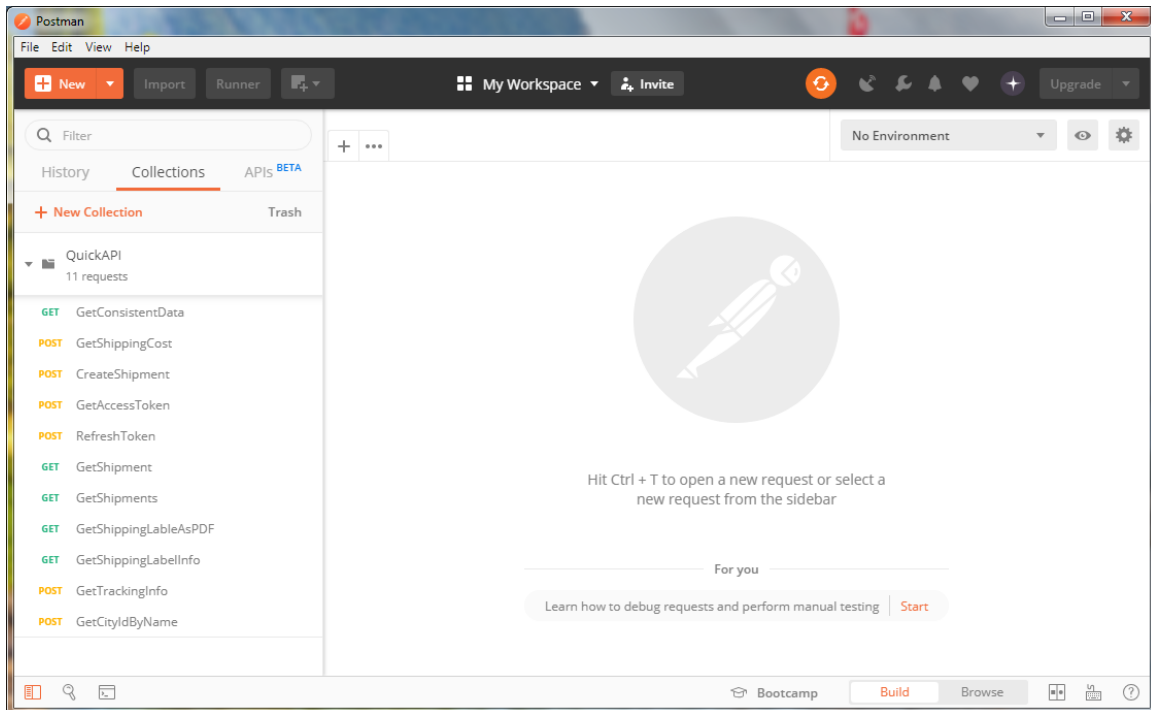 Postman
File Edit View Help
New Import Runner My Workspace Invite Upgrade
Filter
History Collections APIs BETA
+ New Collection Trash
QuickAPI
11 requests
GET GetConsistentData
POST GetShippingCost
POST CreateShipment
POST GetAccessToken
POST RefreshToken
GET GetShipment
GET GetShipments
GET GetShippingLableAsPDF
GET GetShippingLabelInfo
POST GetTrackingInfo
POST GetCityIdByName
No Environment
Hit Ctrl + T to open a new request or select a
new request from the sidebar
For you
Learn how to debug requests and perform manual testing Start
Bootcamp Build Browse